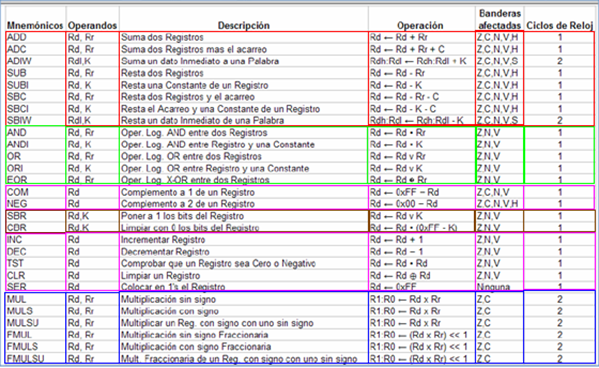 Mnemónicos Operandos Descripción Operación Banderas afectadas Ciclos de Reloj
ADD Rd, Rr Suma dos Registros Rd ← Rd + Rr Z,C,N,V,H 1
ADC Rd, Rr Suma dos Registros mas el acarreo Rd ← Rd + Rr + C Z,C,N,V,H 1
ADIW Rdl,K Suma un dato Inmediato a una Palabra Rdh:Rdl ← Rdh:Rdl + K Z,C,N,V,S 2
SUB Rd, Rr Resta dos Registros Rd ← Rd - Rr Z,C,N,V,H 1
SUBI Rd, K Resta una Constante de un Registro Rd ← Rd - K Z,C,N,V,H 1
SBC Rd, Rr Resta dos Registros y el acarreo Rd ← Rd - Rr - C Z,C,N,V,H 1
SBCI Rd, K Resta el Acarreo y una Constante de un Registro Rd ← Rd - K - C Z,C,N,V,H 1
SBIW Rdl,K Resta un dato Inmediato de una Palabra Rdh:Rdl ← Rdh:Rdl - K Z,C,N,V,S 2
AND Rd, Rr Oper. Log. AND entre dos Registros Rd ← Rd • Rr Z,N,V 1
ANDI Rd, K Oper. Log. AND entre Registro y una Constante Rd ← Rd • K Z,N,V 1
OR Rd, Rr Oper. Log. OR entre dos Registros Rd ← Rd v Rr Z,N,V 1
ORI Rd, K Oper. Log. OR entre Registro y una Constante Rd ← Rd v K Z,N,V 1
EOR Rd, Rr Oper. Log. X-OR entre dos Registros Rd ← Rd ⊕ Rr Z,N,V 1
COM Rd Complemento a 1 de un Registro Rd ← 0xFF − Rd Z,C,N,V 1
NEG Rd Complemento a 2 de un Registro Rd ← 0x00 − Rd Z,C,N,V,H 1
SBR Rd,K Poner a 1 los bits del Registro Rd ← Rd v K Z,N,V 1
CBR Rd,K Limpiar con 0 los bits del Registro Rd ← Rd • (0xFF - K) Z,N,V 1
INC Rd Incrementar Registro Rd ← Rd + 1 Z,N,V 1
DEC Rd Decrementar Registro Rd ← Rd − 1 Z,N,V 1
TST Rd Comprobar que un Registro sea Cero o Negativo Rd ← Rd • Rd Z,N,V 1
CLR Rd Limpiar un Registro Rd ← Rd ⊕ Rd Z,N,V 1
SER Rd Colocar en 1's el Registro Rd ← 0xFF Ninguna 1
MUL Rd, Rr Multiplicación sin signo R1:R0 ← Rd x Rr Z,C 2
MULS Rd, Rr Multiplicación con signo R1:R0 ← Rd x Rr Z,C 2
MULSU Rd, Rr Multiplicar un Reg. con signo con uno sin signo R1:R0 ← Rd x Rr Z,C 2
FMUL Rd, Rr Multiplicación sin signo Fraccionaria R1:R0 ← (Rd x Rr) << 1 Z,C 2
FMULS Rd, Rr Multiplicación con signo Fraccionaria R1:R0 ← (Rd x Rr) << 1 Z,C 2
FMULSU Rd, Rr Mult. Fraccionaria de un Reg. con signo con uno sin signo R1:R0 ← (Rd x Rr) << 1 Z,C 2